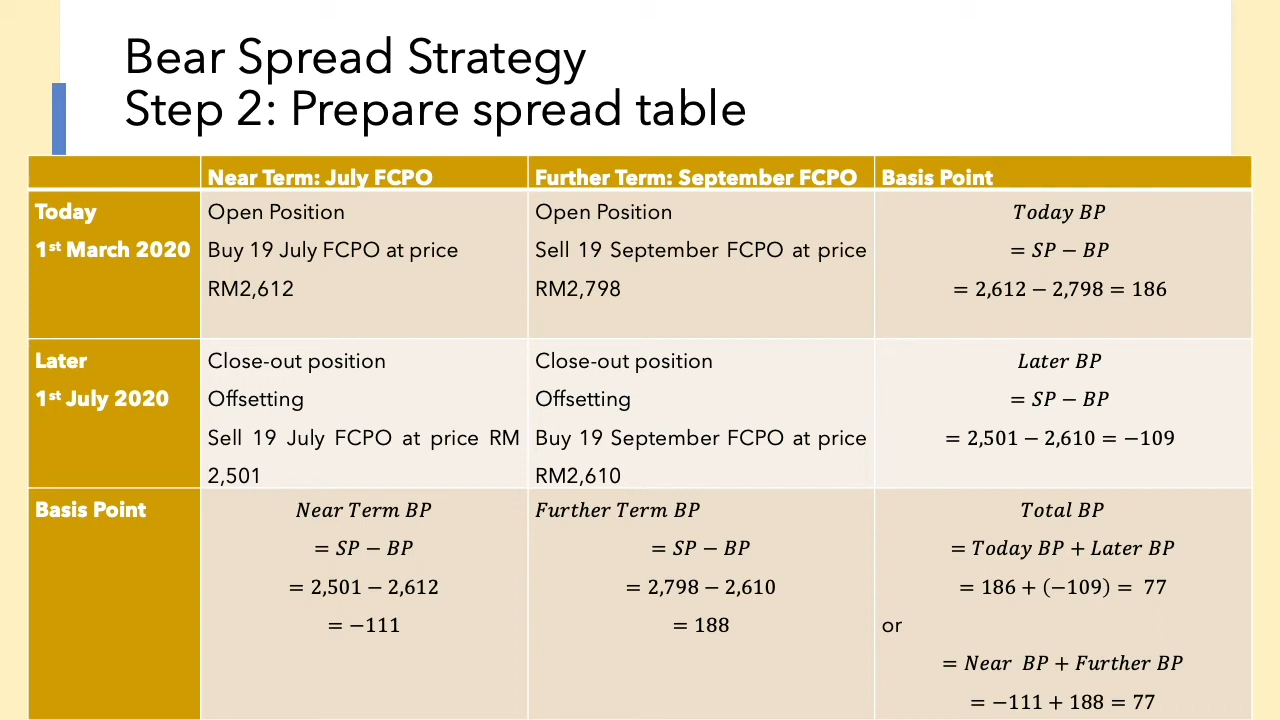 Bear Spread Strategy
Step 2: Prepare spread table
Near Term: July FCPO
Further Term: September FCPO
Basis Point
Today
1st March 2020
Open Position
Buy 19 July FCPO at price
RM2,612
Open Position
Sell 19 September FCPO at price
RM2,798
Today BP
= SP − BP
= 2,612 − 2,798 = 186
Later
1st July 2020
Close-out position
Offsetting
Sell 19 July FCPO at price RM
2,501
Close-out position
Offsetting
Buy 19 September FCPO at price
RM2,610
Later BP
= SP − BP
= 2,501 − 2,610 = −109
Basis Point
Near Term BP
= SP − BP
= 2,501 − 2,612
= −111
Further Term BP
= SP − BP
= 2,798 − 2,610
= 188
Total BP
= Today BP + Later BP
= 186 + (−109) = 77
or
= Near BP + Further BP
= −111 + 188 = 77